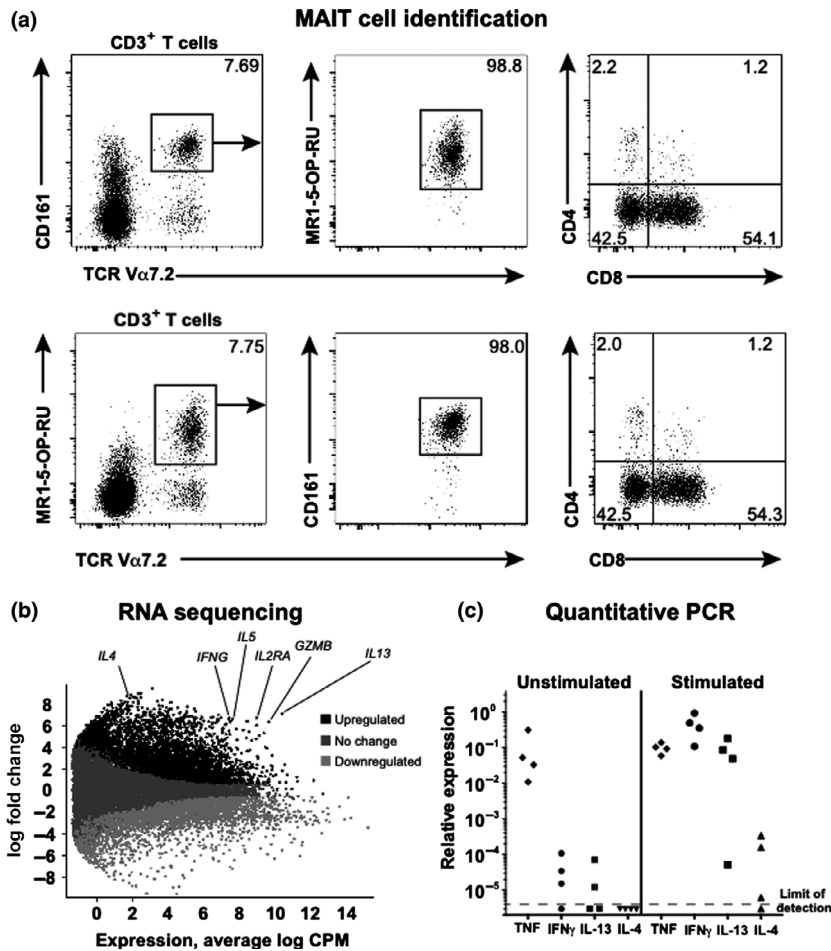 (a)
MAIT cell identification
CD3+ T cells
7.69
98.8
2.2
1.2
CD161
MR1-5-OP-RU
CD4
42.5
54.1
TCR Vα7.2
CD8
CD3+ T cells
7.75
98.0
2.0
1.2
MR1-5-OP-RU
CD161
CD4
42.5
54.3
TCR Vα7.2
CD8
(b)
RNA sequencing
IL4
IFNG
IL5
IL2RA
GZMB
IL13
Upregulated
No change
Downregulated
log fold change
8
6
4
2
0
−2
−4
−6
−8
0 2 4 6 8 10 12 14
Expression, average log CPM
(c)
Quantitative PCR
Unstimulated
Stimulated
Relative expression
10^0
10^-1
10^-2
10^-3
10^-4
10^-5
Limit of
detection
TNF IFNγ IL-13 IL-4 TNF IFNγ IL-13 IL-4